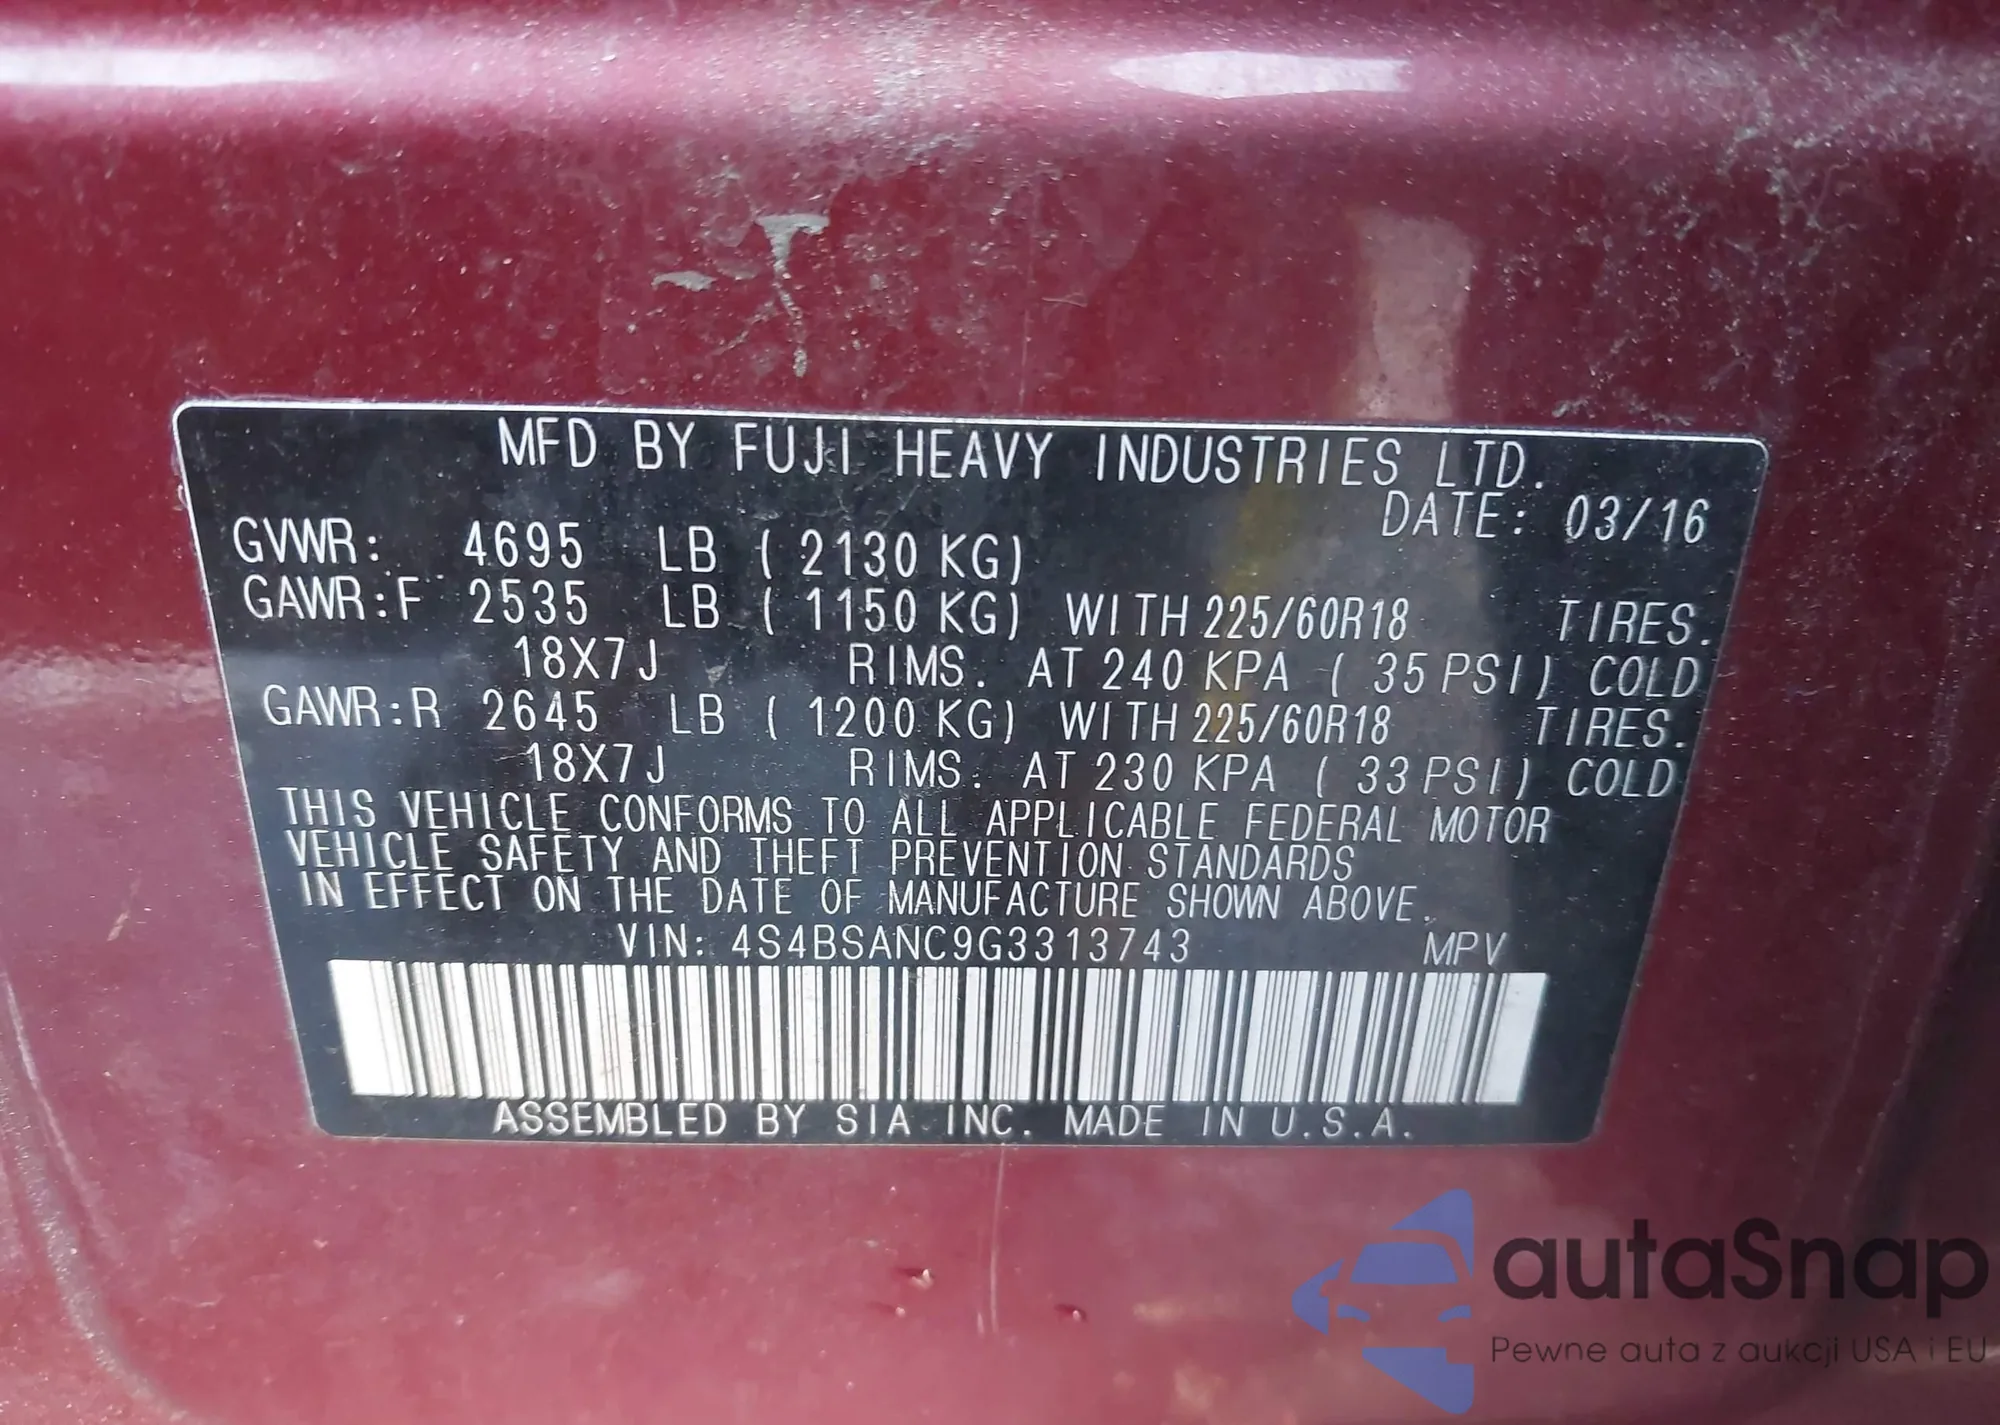 MFD BY FUJI HEAVY INDUSTRIES LTD.
DATE: 03/16
GVWR: 4695 LB ( 2130 KG)
GAWR:F 2535 LB ( 1150 KG) WITH 225/60R18 TIRES.
18X7J RIMS. AT 240 KPA ( 35 PSI) COLD
GAWR:R 2645 LB ( 1200 KG) WITH 225/60R18 TIRES.
18X7J RIMS. AT 230 KPA ( 33 PSI) COLD
THIS VEHICLE CONFORMS TO ALL APPLICABLE FEDERAL MOTOR
VEHICLE SAFETY AND THEFT PREVENTION STANDARDS
IN EFFECT ON THE DATE OF MANUFACTURE SHOWN ABOVE.
VIN: 4S4BSANC9G3313743 MPV
ASSEMBLED BY SIA INC. MADE IN U.S.A.
autaSnap
Pewne auta z aukcji USA i EU